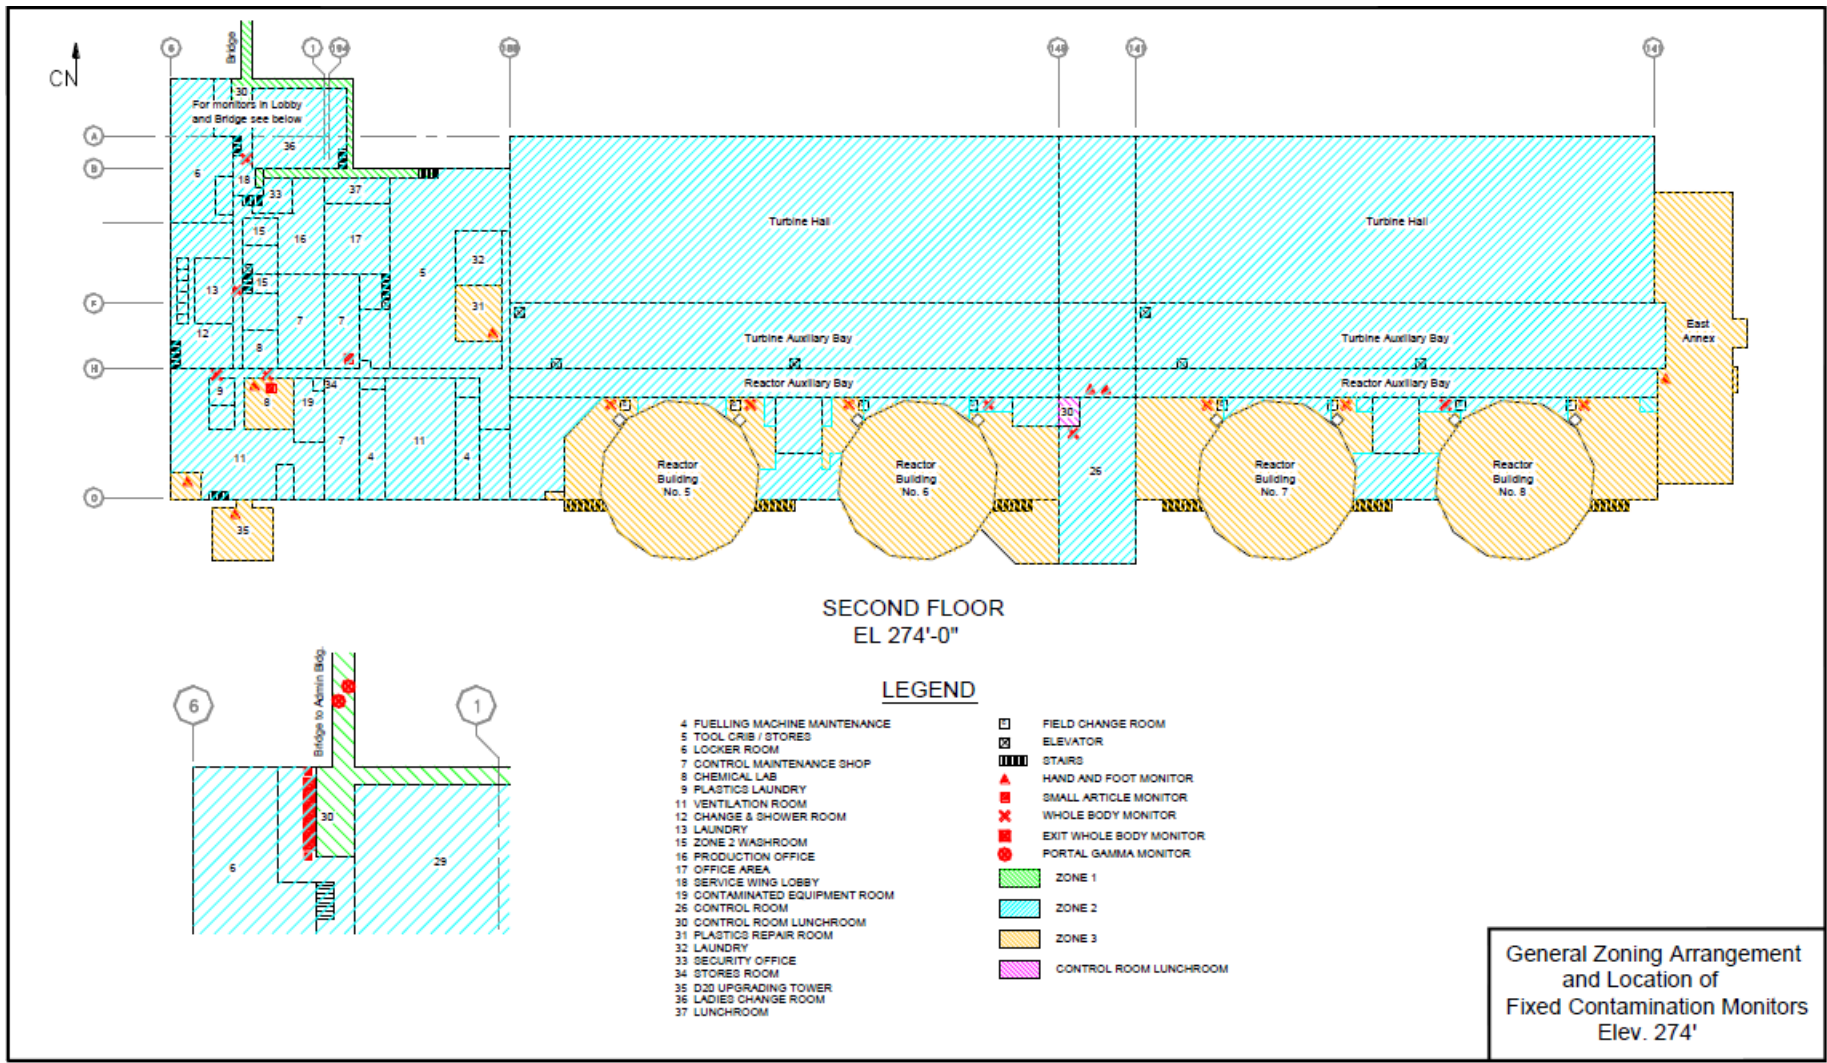 CN
Bridge
6
1
194
188
148
141
141
30
For monitors in Lobby
and Bridge see below
A
36
B
6
18
33
37
15
16
17
Turbine Hall
Turbine Hall
5
32
13
15
F
31
12
7
7
8
Turbine Auxiliary Bay
Turbine Auxiliary Bay
East
Annex
H
34
Reactor Auxiliary Bay
Reactor Auxiliary Bay
9
8
19
30
7
11
11
4
4
26
Reactor
Building
No. 5
Reactor
Building
No. 6
Reactor
Building
No. 7
Reactor
Building
No. 8
35
SECOND FLOOR
EL 274'-0"
Bridge to Admin Bldg.
6
1
30
6
29
LEGEND
4 FUELLING MACHINE MAINTENANCE
5 TOOL CRIB / STORES
6 LOCKER ROOM
7 CONTROL MAINTENANCE SHOP
8 CHEMICAL LAB
9 PLASTICS LAUNDRY
11 VENTILATION ROOM
12 CHANGE & SHOWER ROOM
13 LAUNDRY
15 ZONE 2 WASHROOM
16 PRODUCTION OFFICE
17 OFFICE AREA
18 SERVICE WING LOBBY
19 CONTAMINATED EQUIPMENT ROOM
26 CONTROL ROOM
30 CONTROL ROOM LUNCHROOM
31 PLASTICS REPAIR ROOM
32 LAUNDRY
33 SECURITY OFFICE
34 STORES ROOM
35 D20 UPGRADING TOWER
36 LADIES CHANGE ROOM
37 LUNCHROOM
FIELD CHANGE ROOM
ELEVATOR
STAIRS
HAND AND FOOT MONITOR
SMALL ARTICLE MONITOR
WHOLE BODY MONITOR
EXIT WHOLE BODY MONITOR
PORTAL GAMMA MONITOR
ZONE 1
ZONE 2
ZONE 3
CONTROL ROOM LUNCHROOM
General Zoning Arrangement
and Location of
Fixed Contamination Monitors
Elev. 274'